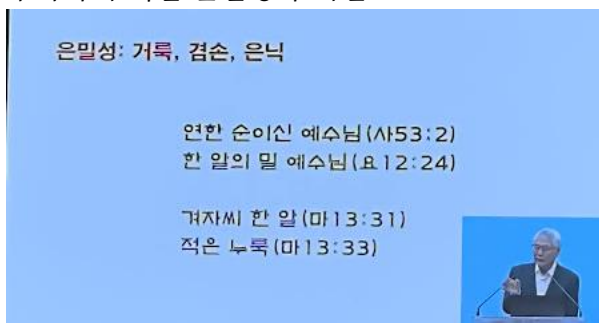 은밀성: 거룩, 겸손, 은닉
연한 순이신 예수님(사53:2)
한 알의 밀 예수님(요12:24)
겨자씨 한 알(마13:31)
적은 누룩(마13:33)